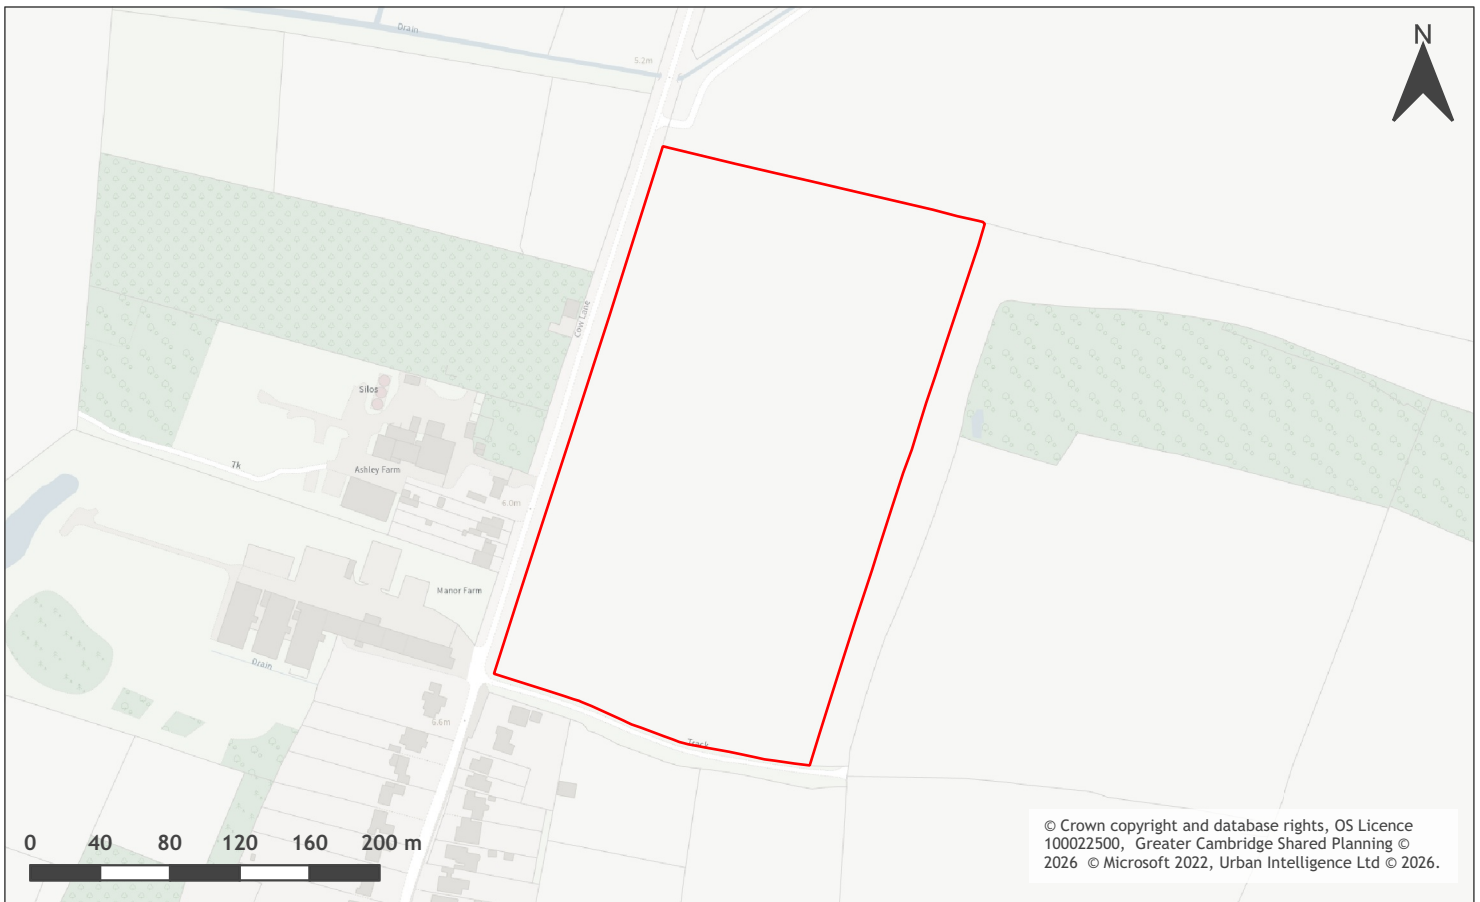 Drain
5.2m
N
Cow Lane
Silos
Ashley Farm
Tk
6.0m
Manor Farm
Drain
6.6m
Track
0 40 80 120 160 200 m
© Crown copyright and database rights, OS Licence
100022500, Greater Cambridge Shared Planning ©
2026 © Microsoft 2022, Urban Intelligence Ltd © 2026.